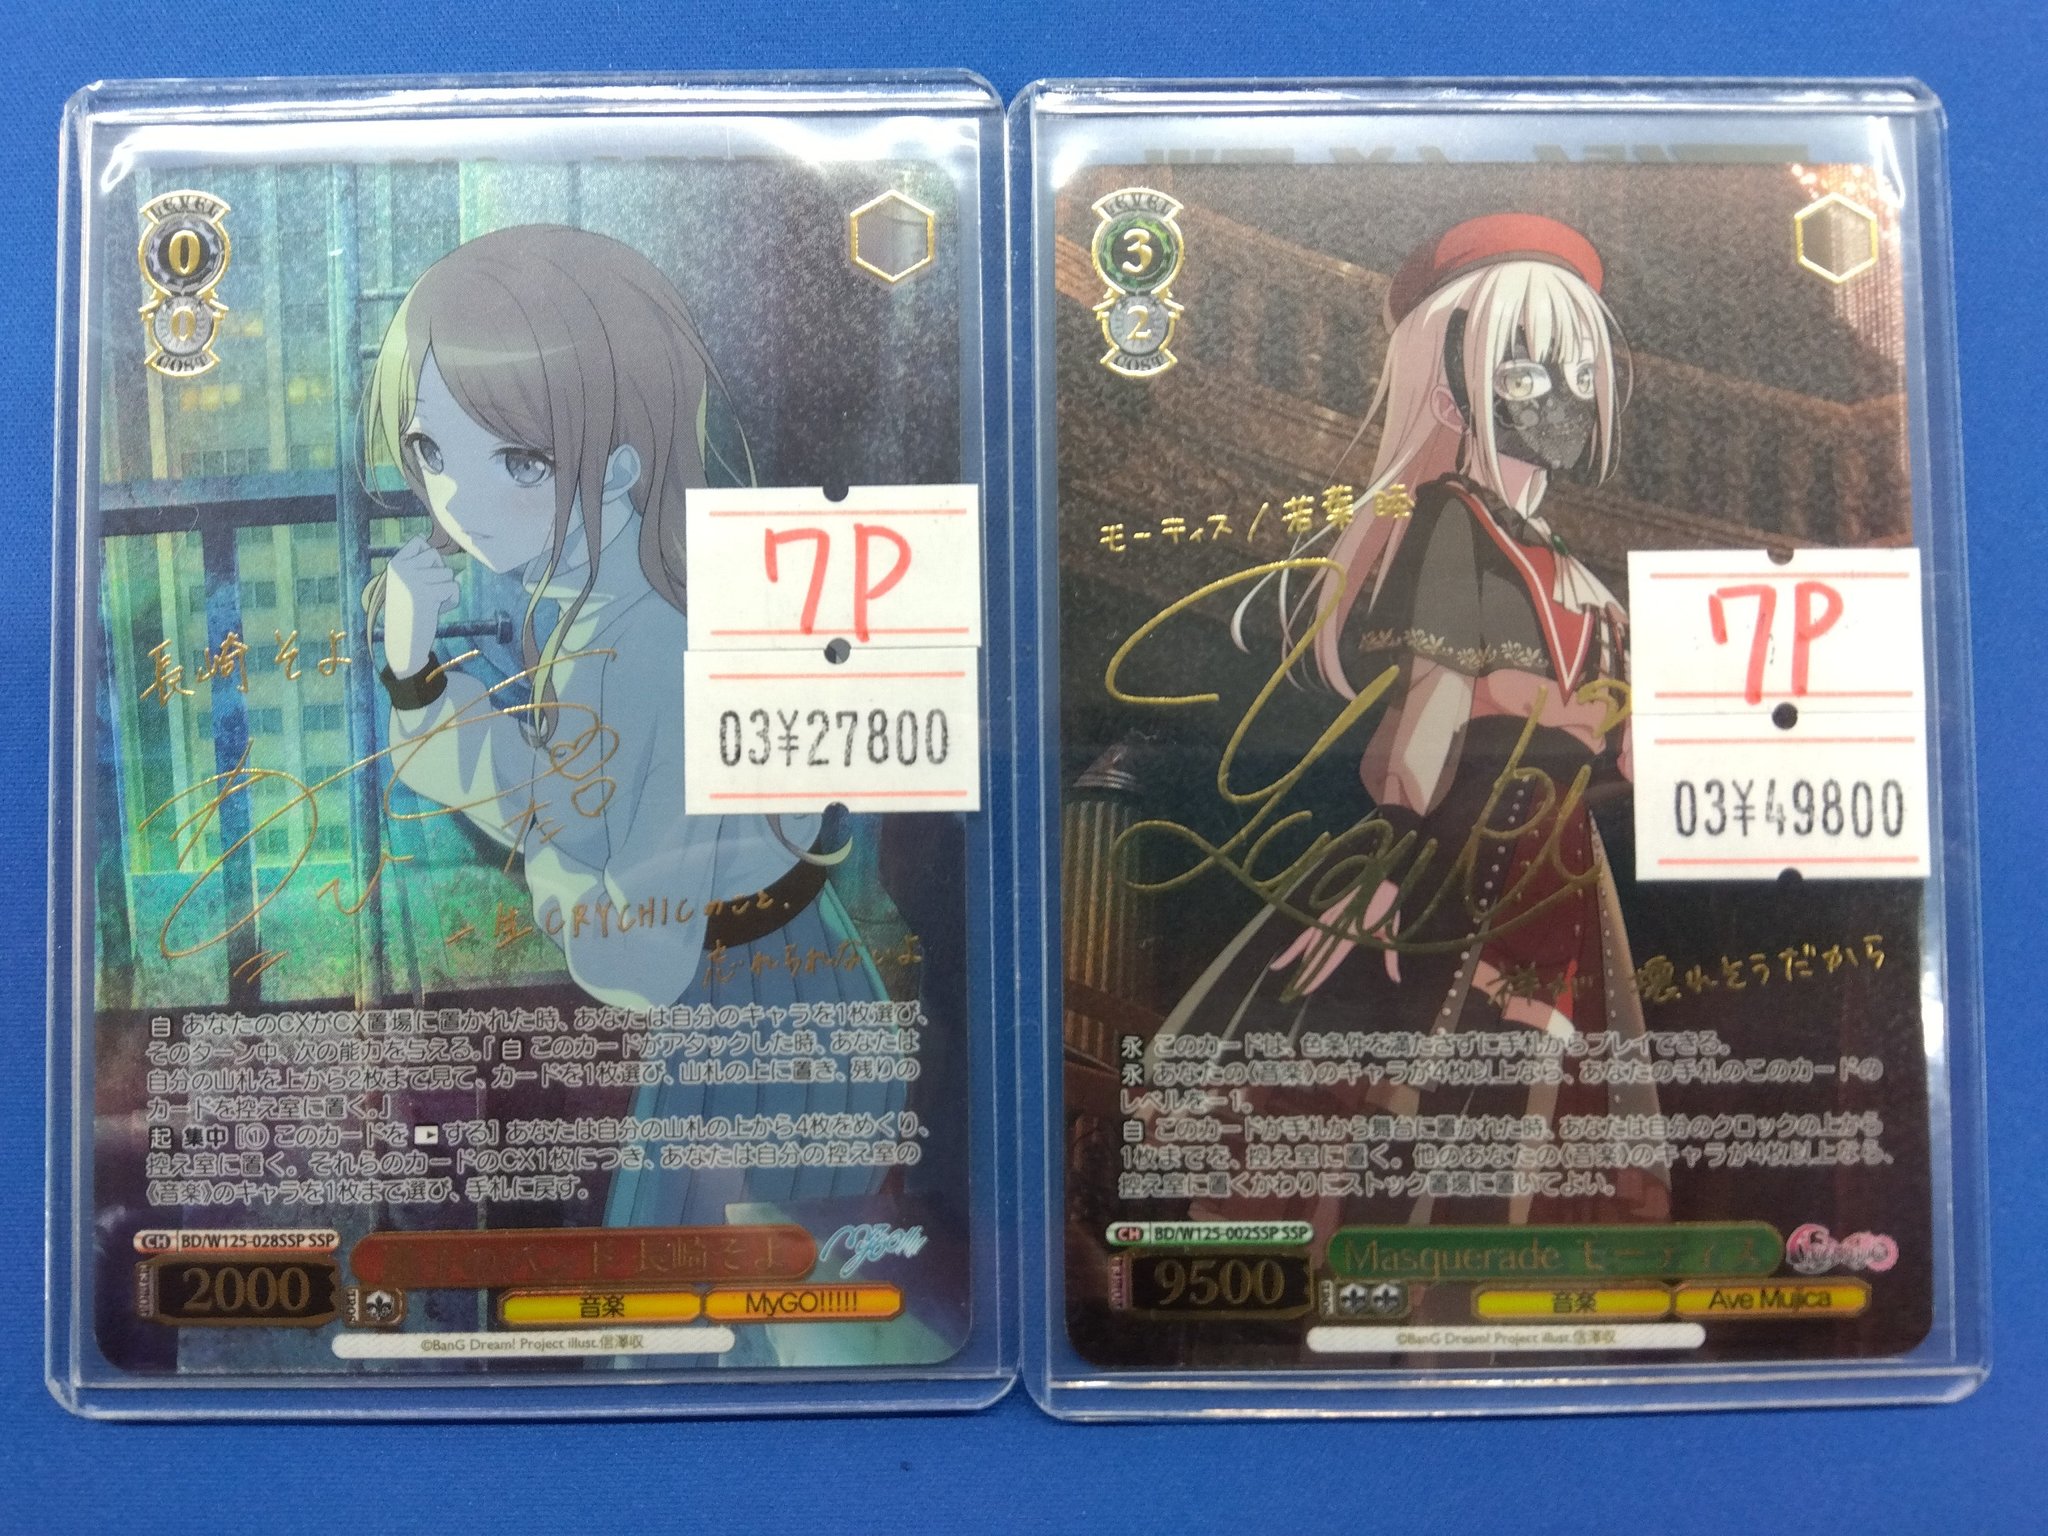 LEVEL
0
0
COST
7P
03¥27800
長崎そよ
一生CRYCHICのこと、
忘れられないよ
自 あなたのCXがCX置場に置かれた時、あなたは自分のキャラを1枚選び、
そのターン中、次の能力を与える。「自 このカードがアタックした時、あなたは
自分の山札を上から2枚まで見て、カードを1枚選び、山札の上に置き、残りの
カードを控え室に置く。」
起 集中 [① このカードを する] あなたは自分の山札の上から4枚をめくり、
控え室に置く。それらのカードのCX1枚につき、あなたは自分の控え室の
《音楽》のキャラを1枚まで選び、手札に戻す。
CH BD/W125-028SSP SSP
長崎そよ
2000
音楽
MyGO!!!!!
©BanG Dream! Project illust.信澤収
LEVEL
3
2
COST
モーティス/若葉睦
7P
03¥49800
壊れそうだから
永 このカードは、色条件を満たさずに手札からプレイできる。
永 あなたの《音楽》のキャラが4枚以上なら、あなたの手札のこのカードの
レベルを-1。
自 このカードが手札から舞台に置かれた時、あなたは自分のクロックの上から
1枚までを、控え室に置く。他のあなたの《音楽》のキャラが4枚以上なら、
控え室に置くかわりにストック置場に置いてよい。
CH BD/W125-002SSP SSP
Masquerade モーティス
9500
音楽
Ave Mujica
©BanG Dream! Project illust.信澤収